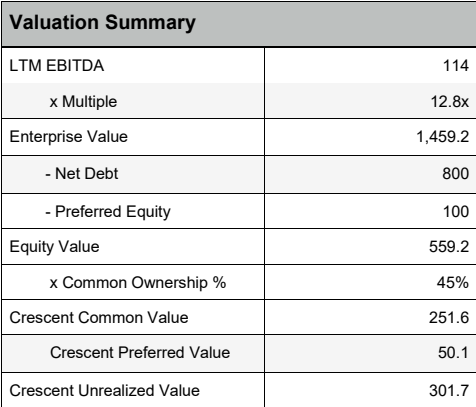 Valuation Summary
LTM EBITDA 114
x Multiple 12.8x
Enterprise Value 1,459.2
- Net Debt 800
- Preferred Equity 100
Equity Value 559.2
x Common Ownership % 45%
Crescent Common Value 251.6
Crescent Preferred Value 50.1
Crescent Unrealized Value 301.7